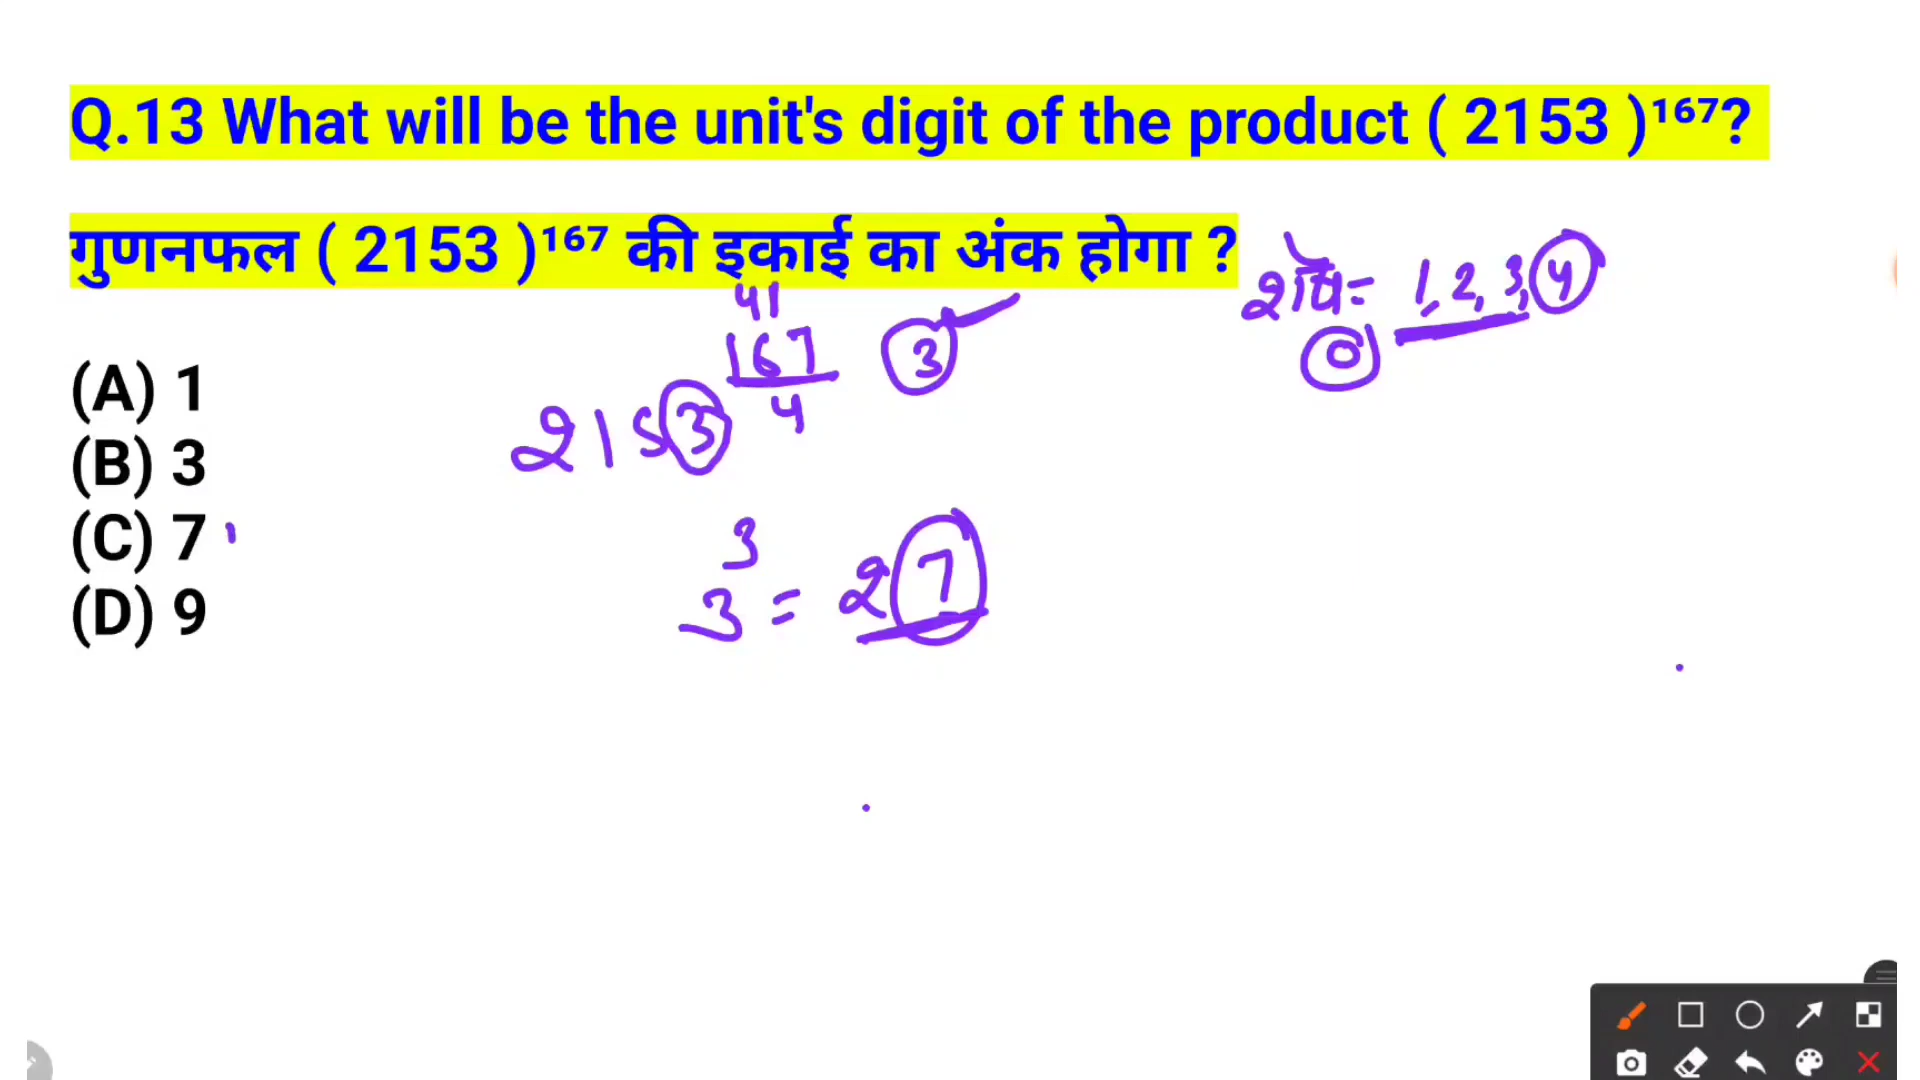 Q.13 What will be the unit's digit of the product ( 2153 )¹⁶⁷?
गुणनफल ( 2153 )¹⁶⁷ की इकाई का अंक होगा ?
शेष = 1, 2, 3, 4
0
41
167
4
3
2153
(A) 1
(B) 3
(C) 7
(D) 9
3
3 = 27